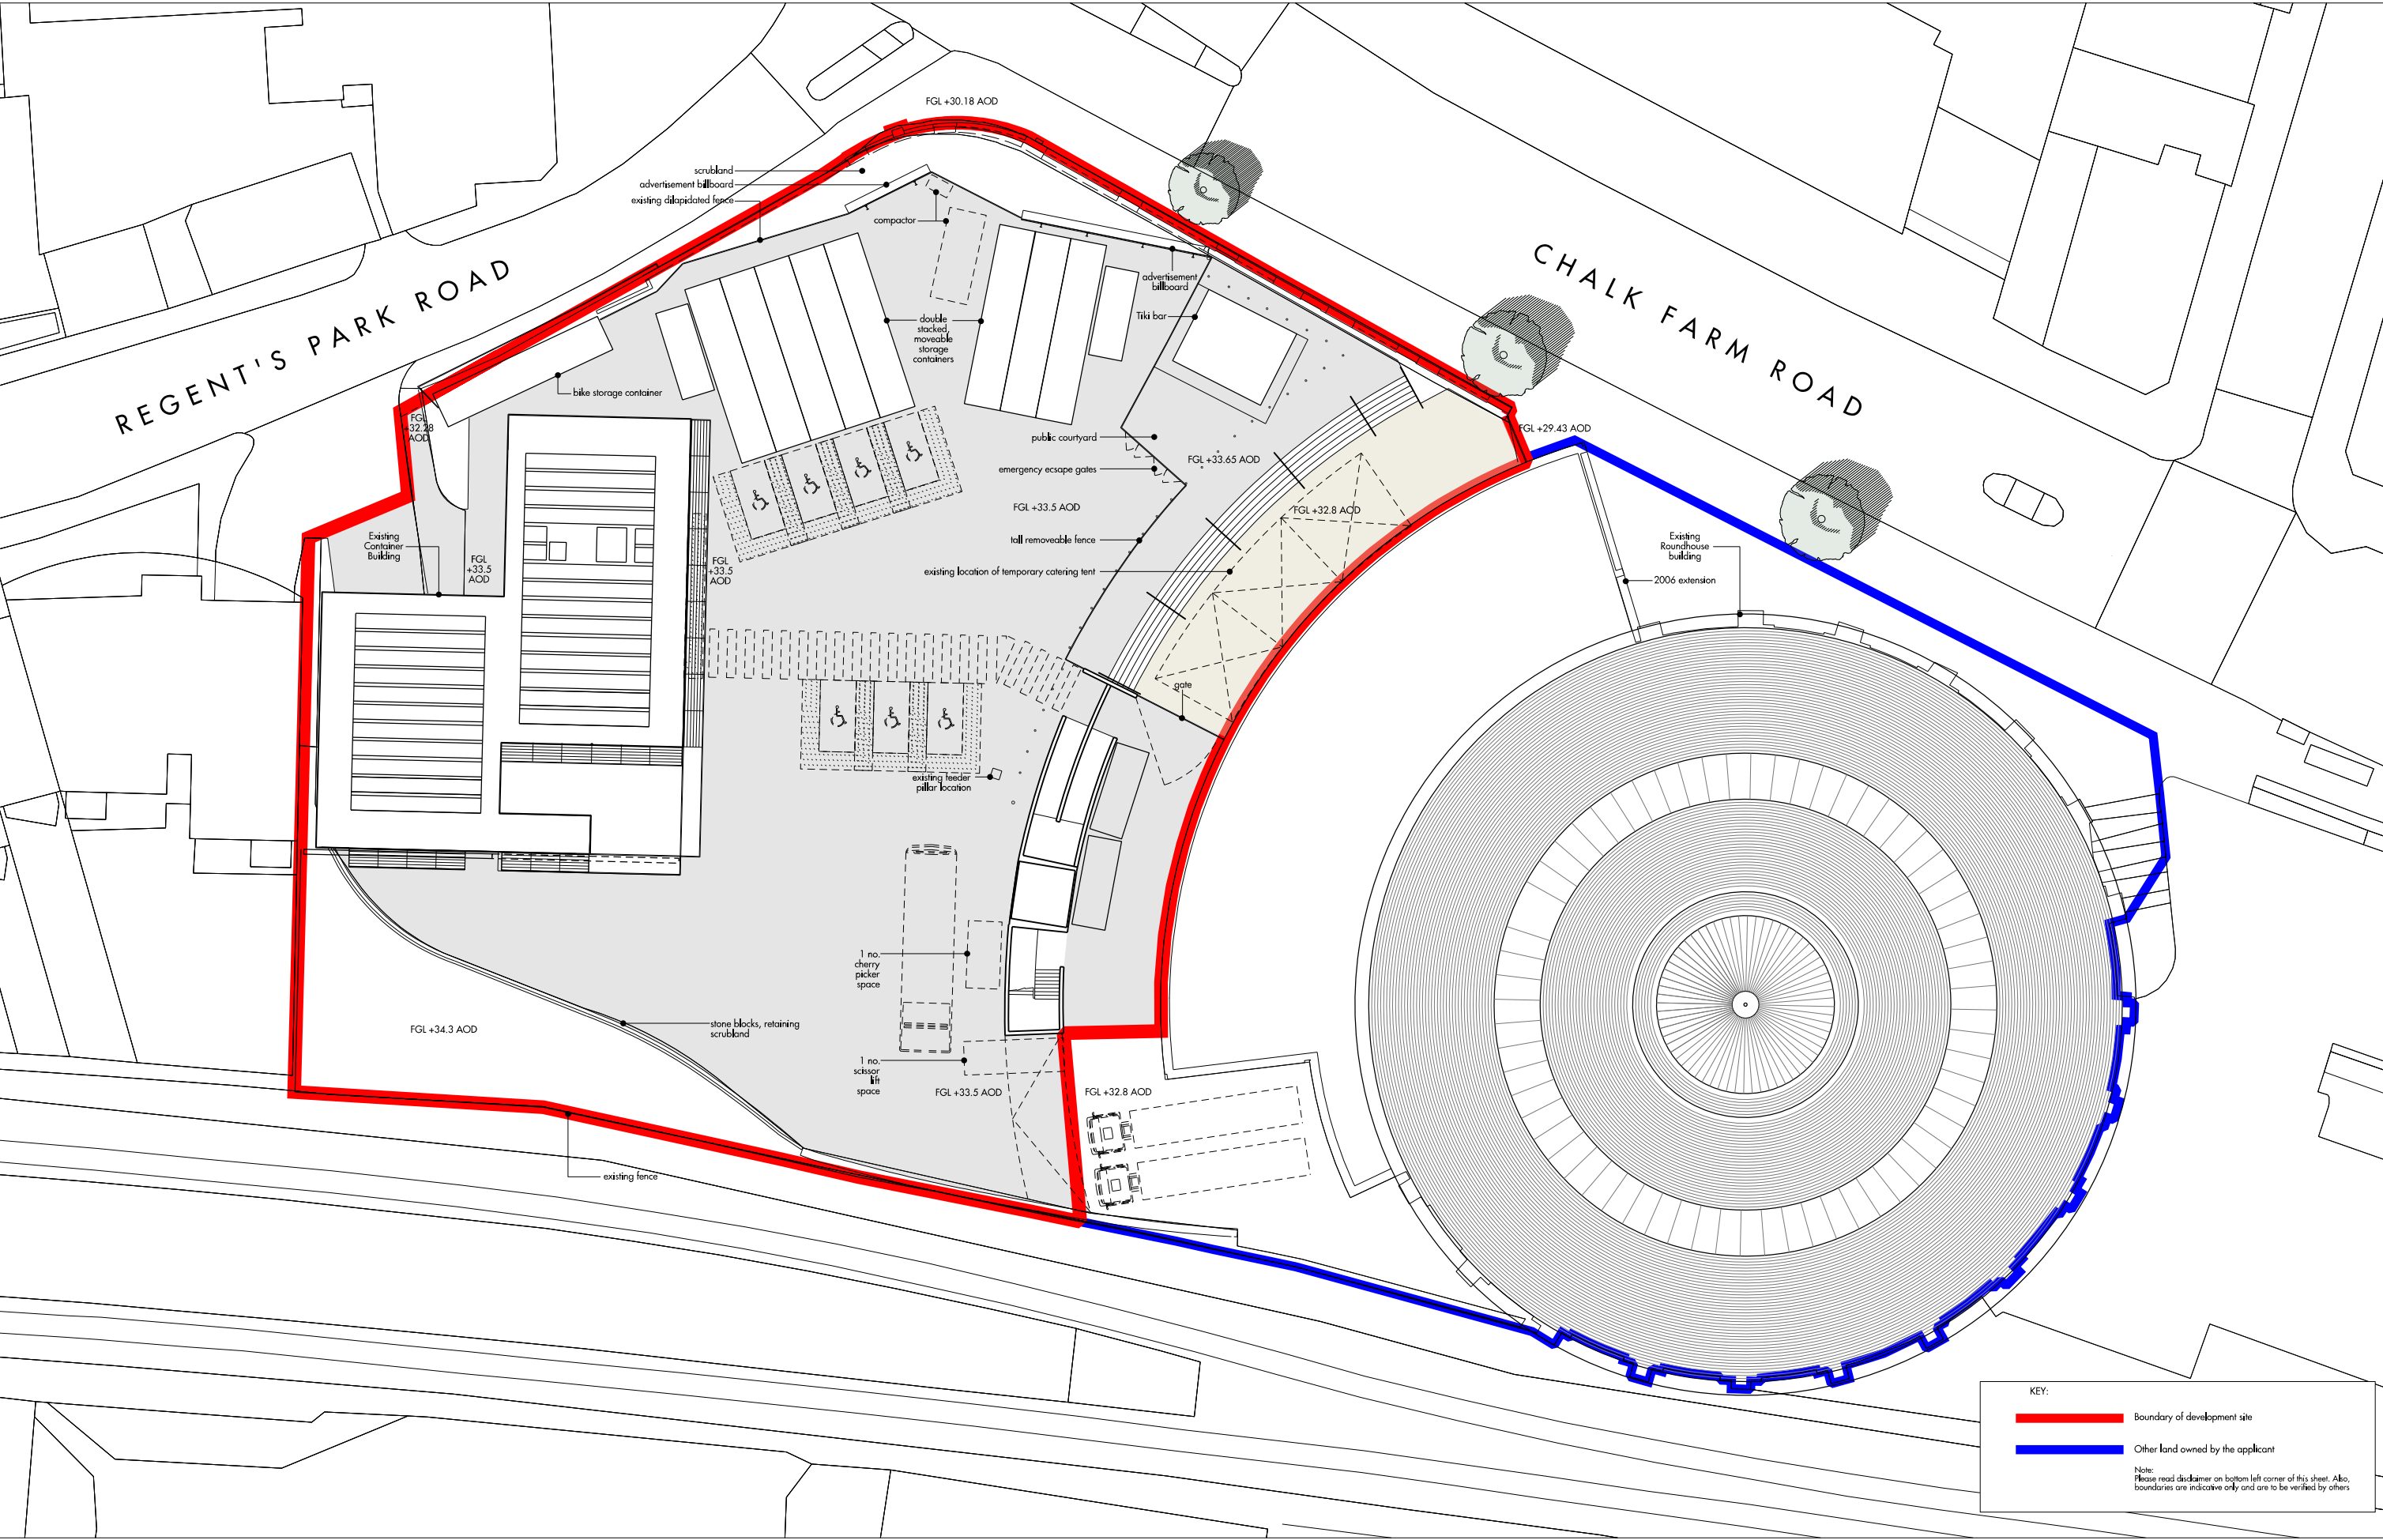 FGL +30.18 AOD
scrubland
advertisement billboard
existing dilapidated fence
compactor
REGENT'S PARK ROAD
CHALK FARM ROAD
advertisement
billboard
Tiki bar
double
stacked,
moveable
storage
containers
bike storage container
FGL
+32.28
AOD
public courtyard
emergency ecsape gates
FGL +33.65 AOD
FGL +29.43 AOD
FGL +33.5 AOD
FGL +32.8 AOD
tall removeable fence
existing location of temporary catering tent
Existing
Container
Building
FGL
+33.5
AOD
FGL
+33.5
AOD
Existing
Roundhouse
building
2006 extension
gate
existing feeder
pillar location
1 no.
cherry
picker
space
FGL +34.3 AOD
stone blocks, retaining
scrubland
1 no.
scissor
lift
space
FGL +33.5 AOD
FGL +32.8 AOD
existing fence
KEY:
Boundary of development site
Other land owned by the applicant
Note:
Please read disclaimer on bottom left corner of this sheet. Also,
boundaries are indicative only and are to be verified by others